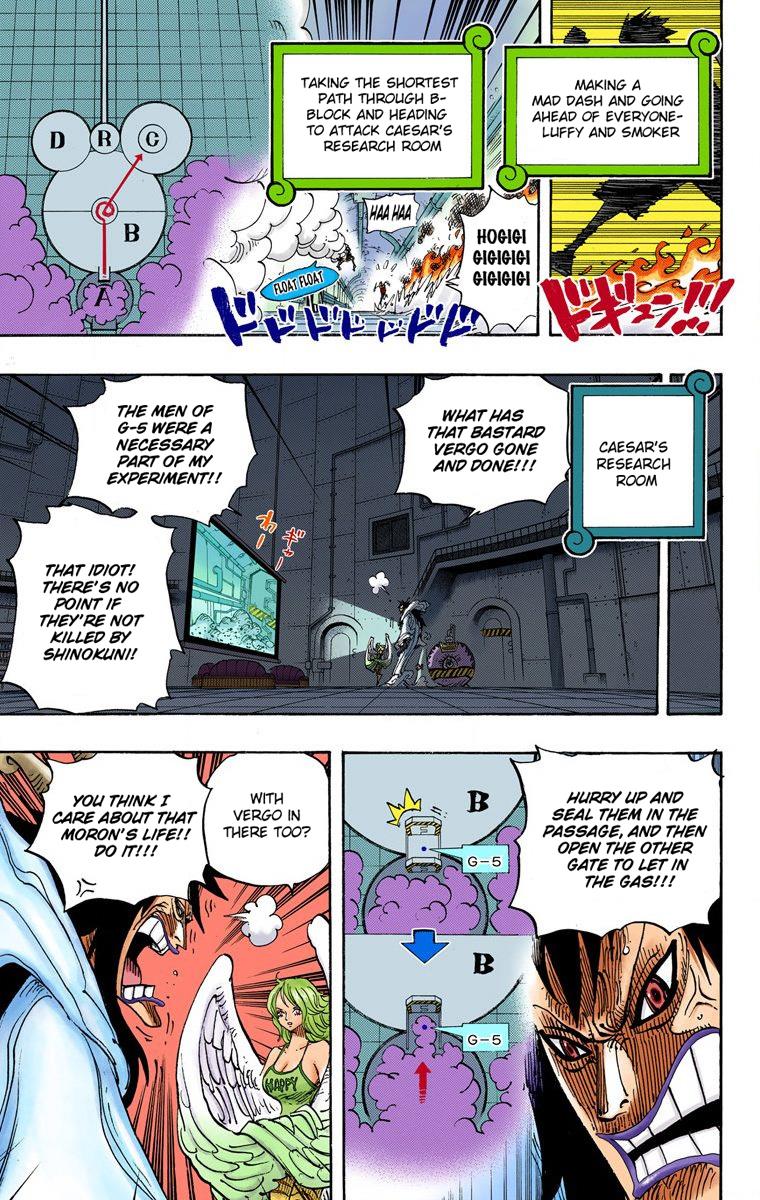 MAKING A
MAD DASH AND GOING
AHEAD OF EVERYONE-
LUFFY AND SMOKER
ドギュン!!!
TAKING THE SHORTEST
PATH THROUGH B-
BLOCK AND HEADING
TO ATTACK CAESAR'S
RESEARCH ROOM
HOGIGI
GIGIGIGI
GIGIGIGI
HAA HAA
FLOAT FLOAT
ドドドドドドド
D
R
G
B
A
CAESAR'S
RESEARCH
ROOM
WHAT HAS
THAT BASTARD
VERGO GONE
AND DONE!!!
THE MEN OF
G-5 WERE A
NECESSARY
PART OF MY
EXPERIMENT!!
ギャー
わー
THAT IDIOT!
THERE'S NO
POINT IF
THEY'RE NOT
KILLED BY
SHINOKUNI!
HURRY UP AND
SEAL THEM IN THE
PASSAGE, AND THEN
OPEN THE OTHER
GATE TO LET IN
THE GAS!!!
B
G-5
B
G-5
WITH
VERGO IN
THERE TOO?
YOU THINK I
CARE ABOUT THAT
MORON'S LIFE!!
DO IT!!!
HAPPY